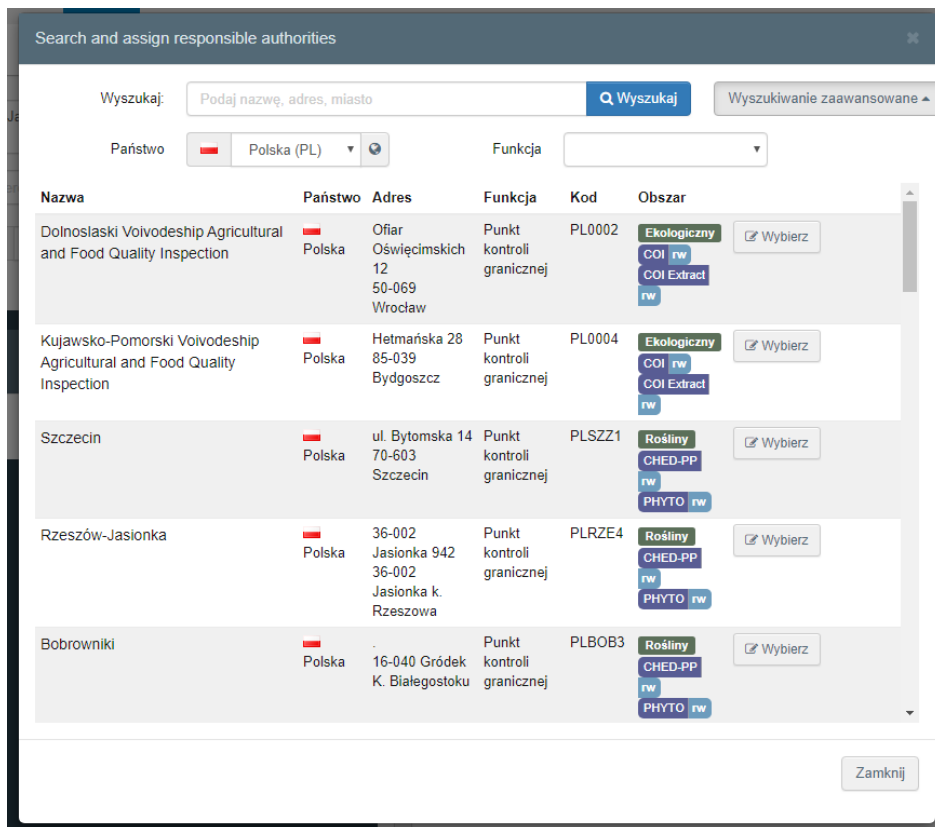 Search and assign responsible authorities
Wyszukaj:
Podaj nazwę, adres, miasto
Wyszukaj
Wyszukiwanie zaawansowane
Państwo
Polska (PL)
Funkcja
Nazwa Państwo Adres Funkcja Kod Obszar
Dolnoslaski Voivodeship Agricultural
and Food Quality Inspection
Polska
Ofiar
Oświęcimskich
12
50-069
Wrocław
Punkt
kontroli
granicznej
PL0002
Ekologiczny
COI rw
COI Extract
rw
Wybierz
Kujawsko-Pomorski Voivodeship
Agricultural and Food Quality
Inspection
Polska
Hetmańska 28
85-039
Bydgoszcz
Punkt
kontroli
granicznej
PL0004
Ekologiczny
COI rw
COI Extract
rw
Wybierz
Szczecin
Polska
ul. Bytomska 14
70-603
Szczecin
Punkt
kontroli
granicznej
PLSZZ1
Rośliny
CHED-PP
rw
PHYTO rw
Wybierz
Rzeszów-Jasionka
Polska
36-002
Jasionka 942
36-002
Jasionka k.
Rzeszowa
Punkt
kontroli
granicznej
PLRZE4
Rośliny
CHED-PP
rw
PHYTO rw
Wybierz
Bobrowniki
Polska
.
16-040 Gródek
K. Białegostoku
Punkt
kontroli
granicznej
PLBOB3
Rośliny
CHED-PP
rw
PHYTO rw
Wybierz
Zamknij